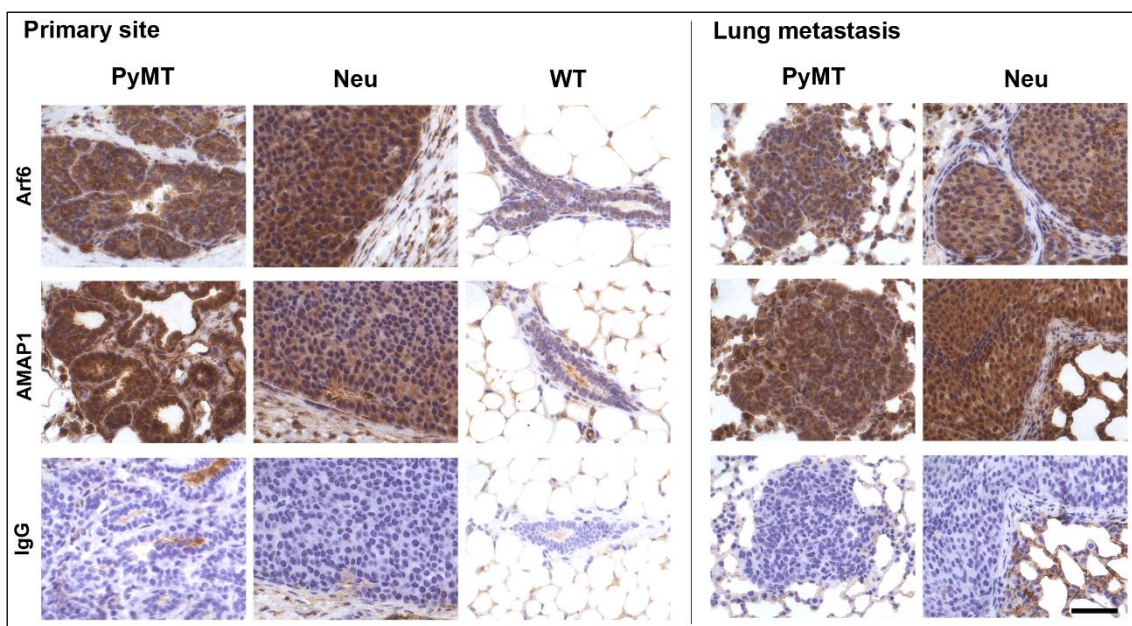 Primary site
Lung metastasis
PyMT Neu WT
PyMT Neu
Arf6
AMAP1
IgG